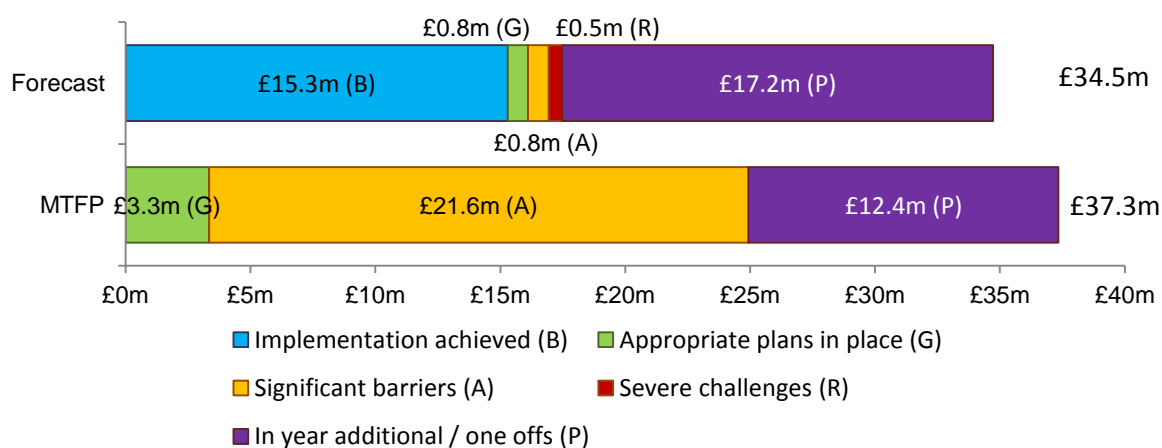 £0.8m (G) £0.5m (R)
Forecast £15.3m (B) £17.2m (P) £34.5m
£0.8m (A)
MTFP £3.3m (G) £21.6m (A) £12.4m (P) £37.3m
£0m £5m £10m £15m £20m £25m £30m £35m £40m
Implementation achieved (B) Appropriate plans in place (G)
Significant barriers (A) Severe challenges (R)
In year additional / one offs (P)